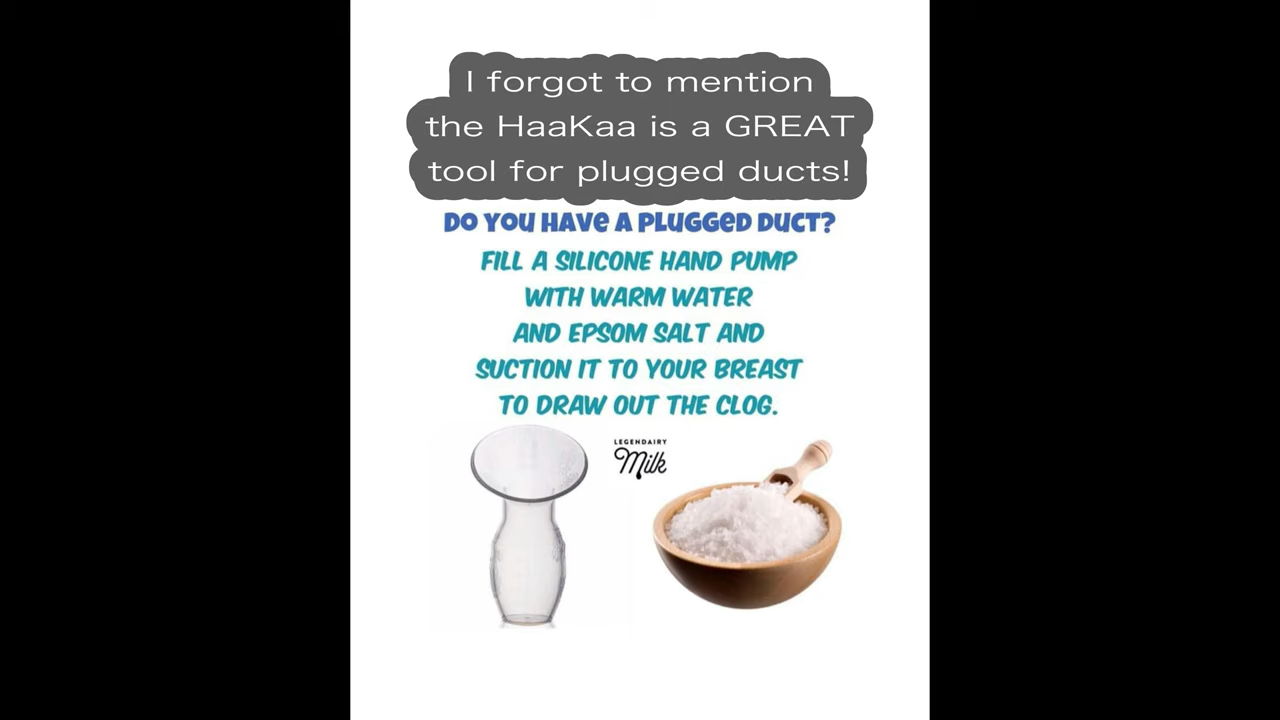 I forgot to mention
the HaaKaa is a GREAT
tool for plugged ducts!
DO YOU HAVE A PLUGGED DUCT?
FILL A SILICONE HAND PUMP
WITH WARM WATER
AND EPSOM SALT AND
SUCTION IT TO YOUR BREAST
TO DRAW OUT THE CLOG.
LEGENDAIRY
Milk